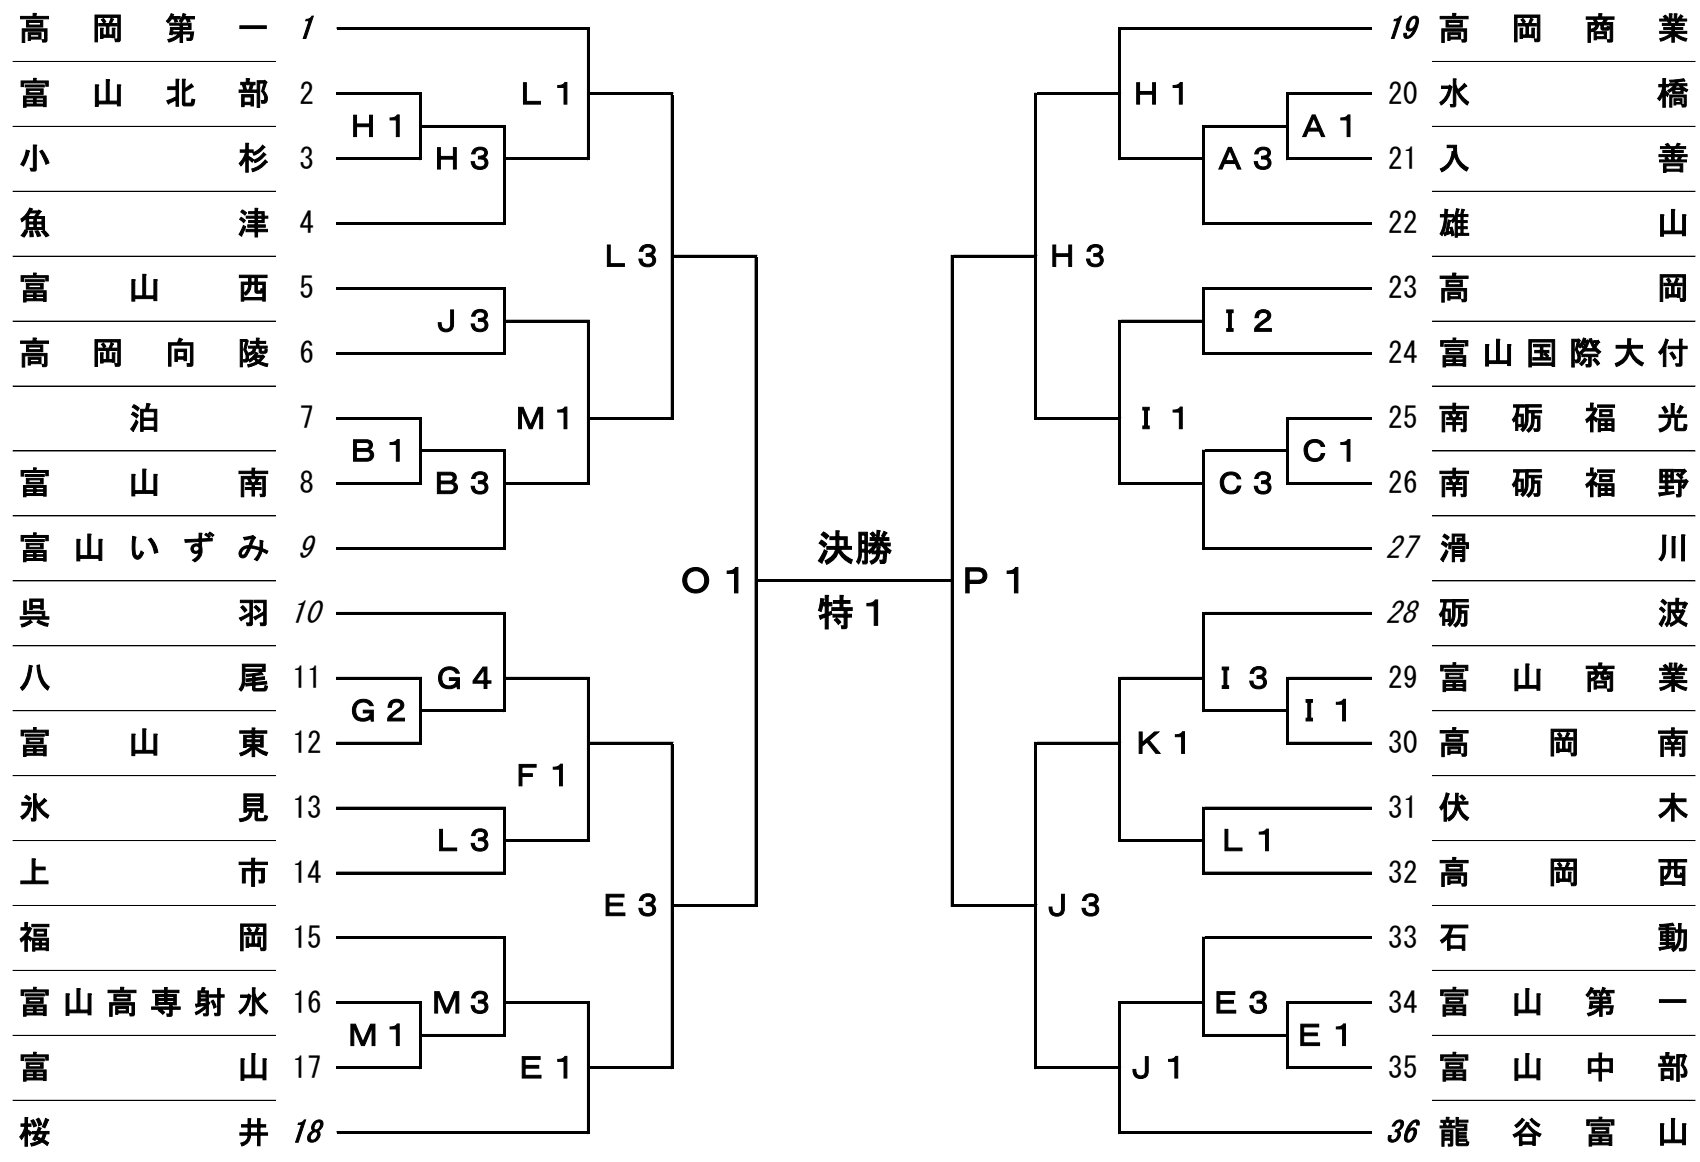 高岡第一 1
富山北部 2
小杉 3
魚津 4
富山西 5
高岡向陵 6
泊 7
富山南 8
富山いずみ 9
呉羽 10
八尾 11
富山東 12
氷見 13
上市 14
福岡 15
富山高専射水 16
富山 17
桜井 18
L1
H1
H3
L3
J3
M1
B1
B3
O1
G4
G2
F1
L3
E3
M3
M1
E1
決勝
特1
H1
A1
A3
H3
I2
I1
C1
C3
P1
I3
I1
K1
L1
J3
E3
E1
J1
19 高岡商業
20 水橋
21 入善
22 雄山
23 高岡
24 富山国際大付
25 南砺福光
26 南砺福野
27 滑川
28 砺波
29 富山商業
30 高岡南
31 伏木
32 高岡西
33 石動
34 富山第一
35 富山中部
36 龍谷富山